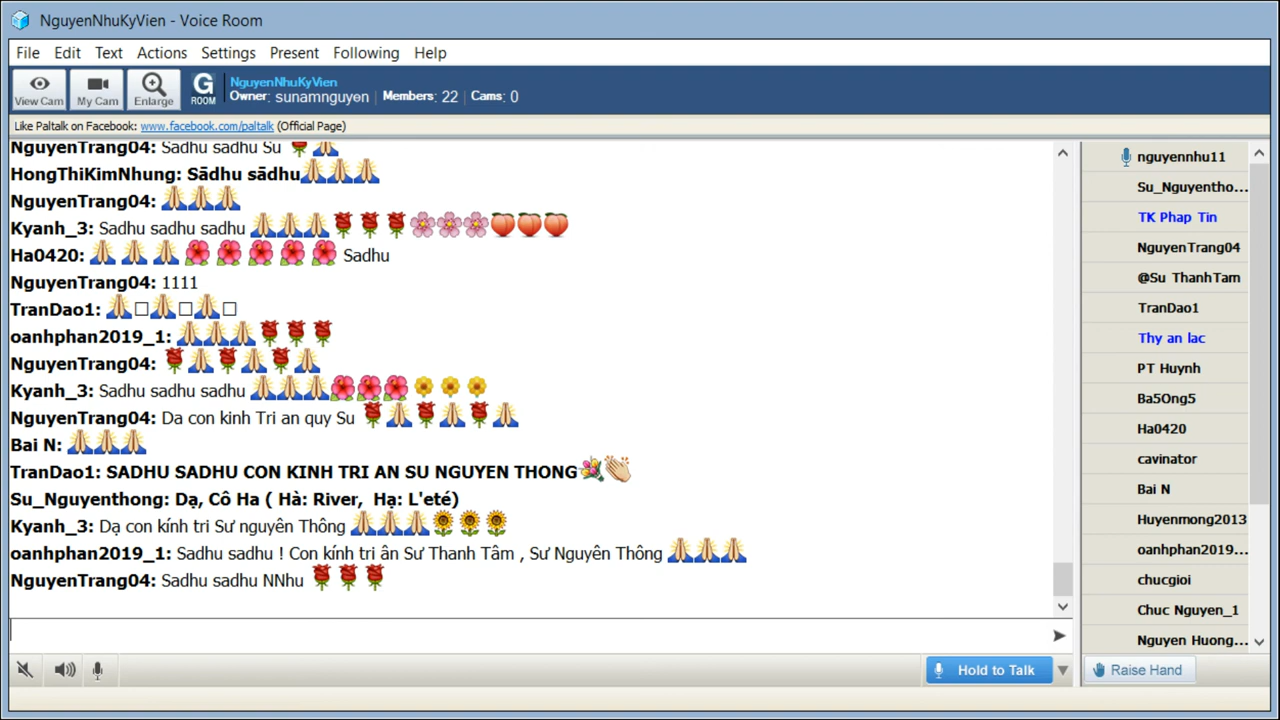 NguyenNhuKyVien - Voice Room
File Edit Text Actions Settings Present Following Help
View Cam My Cam Enlarge G ROOM
NguyenNhuKyVien
Owner: sunamnguyen Members: 22 Cams: 0
Like Paltalk on Facebook: www.facebook.com/paltalk (Official Page)
NguyenTrang04: Sadhu sadhu Su 🌹🙏
HongThiKimNhung: Sādhu sādhu🙏🙏🙏
NguyenTrang04: 🙏🙏🙏
Kyanh_3: Sadhu sadhu sadhu 🙏🙏🙏🌹🌹🌹🌸🌸🌸🍑🍑🍑
Ha0420: 🙏 🙏 🙏 🌺 🌺 🌺 🌺 🌺 Sadhu
NguyenTrang04: 1111
TranDao1: 🙏□🙏□🙏□
oanhphan2019_1: 🙏🙏🙏🌹🌹🌹
NguyenTrang04: 🌹🙏🌹🙏🌹🙏
Kyanh_3: Sadhu sadhu sadhu 🙏🙏🙏🌺🌺🌺🌼🌼🌼
NguyenTrang04: Da con kinh Tri an quy Su 🌹🙏🌹🙏🌹🙏
Bai N: 🙏🙏🙏
TranDao1: SADHU SADHU CON KINH TRI AN SU NGUYEN THONG💐👏
Su_Nguyenthong: Dạ, Cô Ha ( Hà: River, Hạ: L'eté)
Kyanh_3: Dạ con kính tri Sư nguyên Thông 🙏🙏🙏🌻🌻🌻
oanhphan2019_1: Sadhu sadhu ! Con kính tri ân Sư Thanh Tâm , Sư Nguyên Thông 🙏🙏🙏
NguyenTrang04: Sadhu sadhu NNhu 🌹🌹🌹
nguyennhu11
Su_Nguyentho...
TK Phap Tin
NguyenTrang04
@Su ThanhTam
TranDao1
Thy an lac
PT Huynh
Ba5Ong5
Ha0420
cavinator
Bai N
Huyenmong2013
oanhphan2019...
chucgioi
Chuc Nguyen_1
Nguyen Huong...
Hold to Talk
Raise Hand